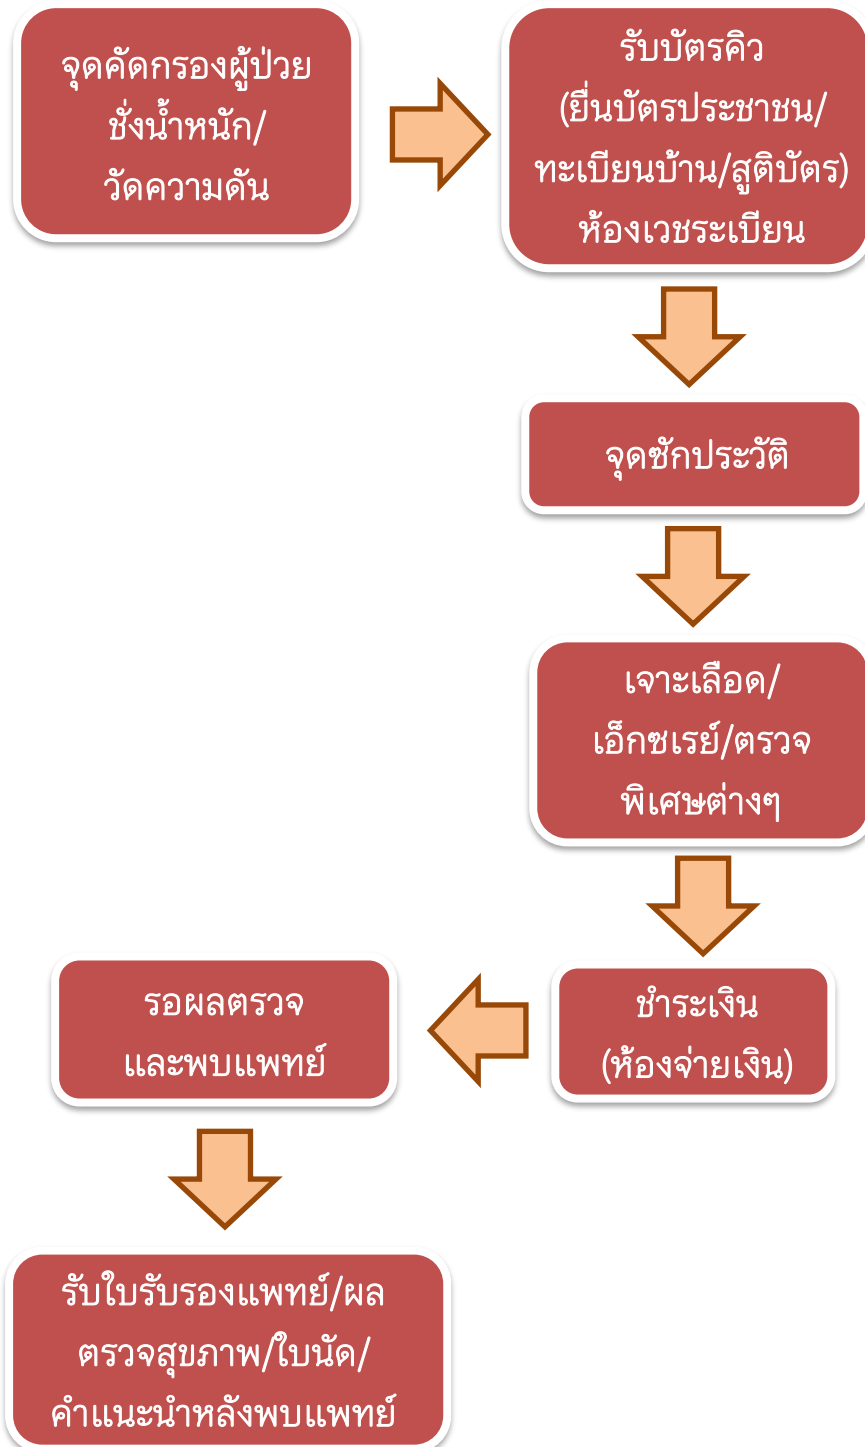 จุดคัดกรองผู้ป่วย
ชั่งน้ำหนัก/
วัดความดัน
รับบัตรคิว
(ยื่นบัตรประชาชน/
ทะเบียนบ้าน/สูติบัตร)
ห้องเวชระเบียน
จุดซักประวัติ
เจาะเลือด/
เอ็กซเรย์/ตรวจ
พิเศษต่างๆ
ชำระเงิน
(ห้องจ่ายเงิน)
รอผลตรวจ
และพบแพทย์
รับใบรับรองแพทย์/ผล
ตรวจสุขภาพ/ใบนัด/
คำแนะนำหลังพบแพทย์